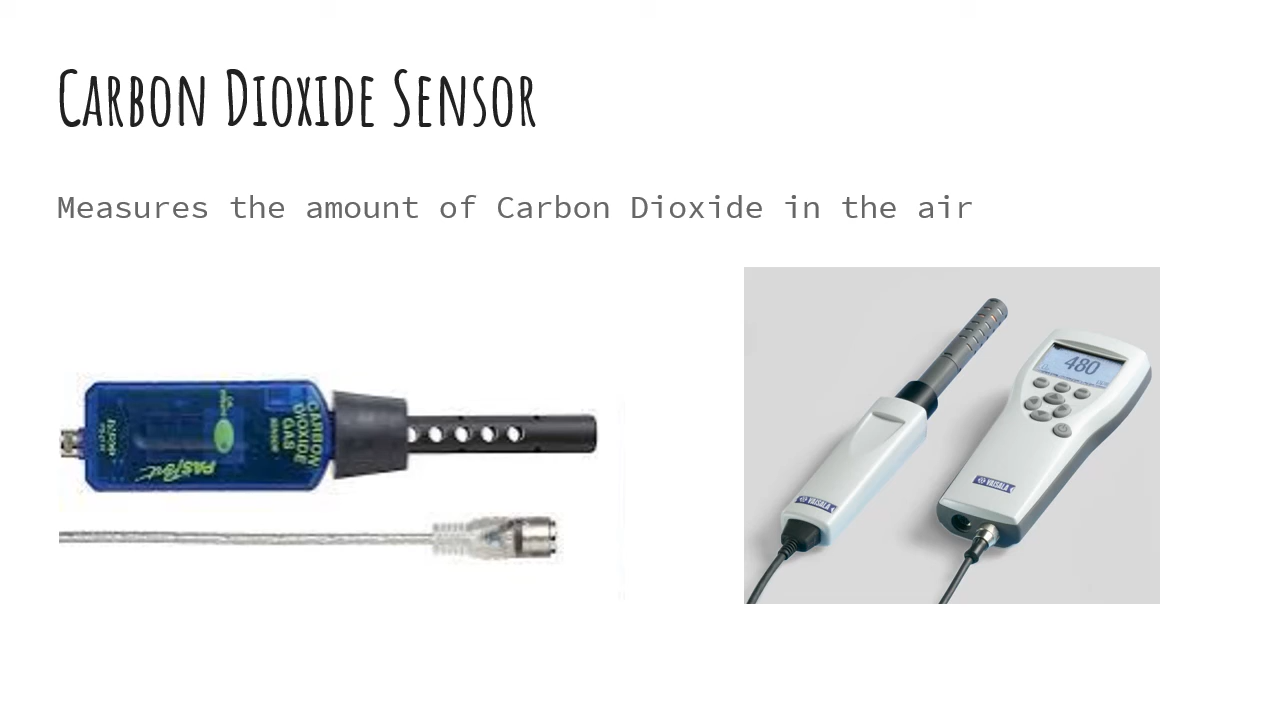 Carbon Dioxide Sensor
Measures the amount of Carbon Dioxide in the air
CARBON
DIOXIDE
GAS
SENSOR
PASPort
480
VAISALA
VAISALA